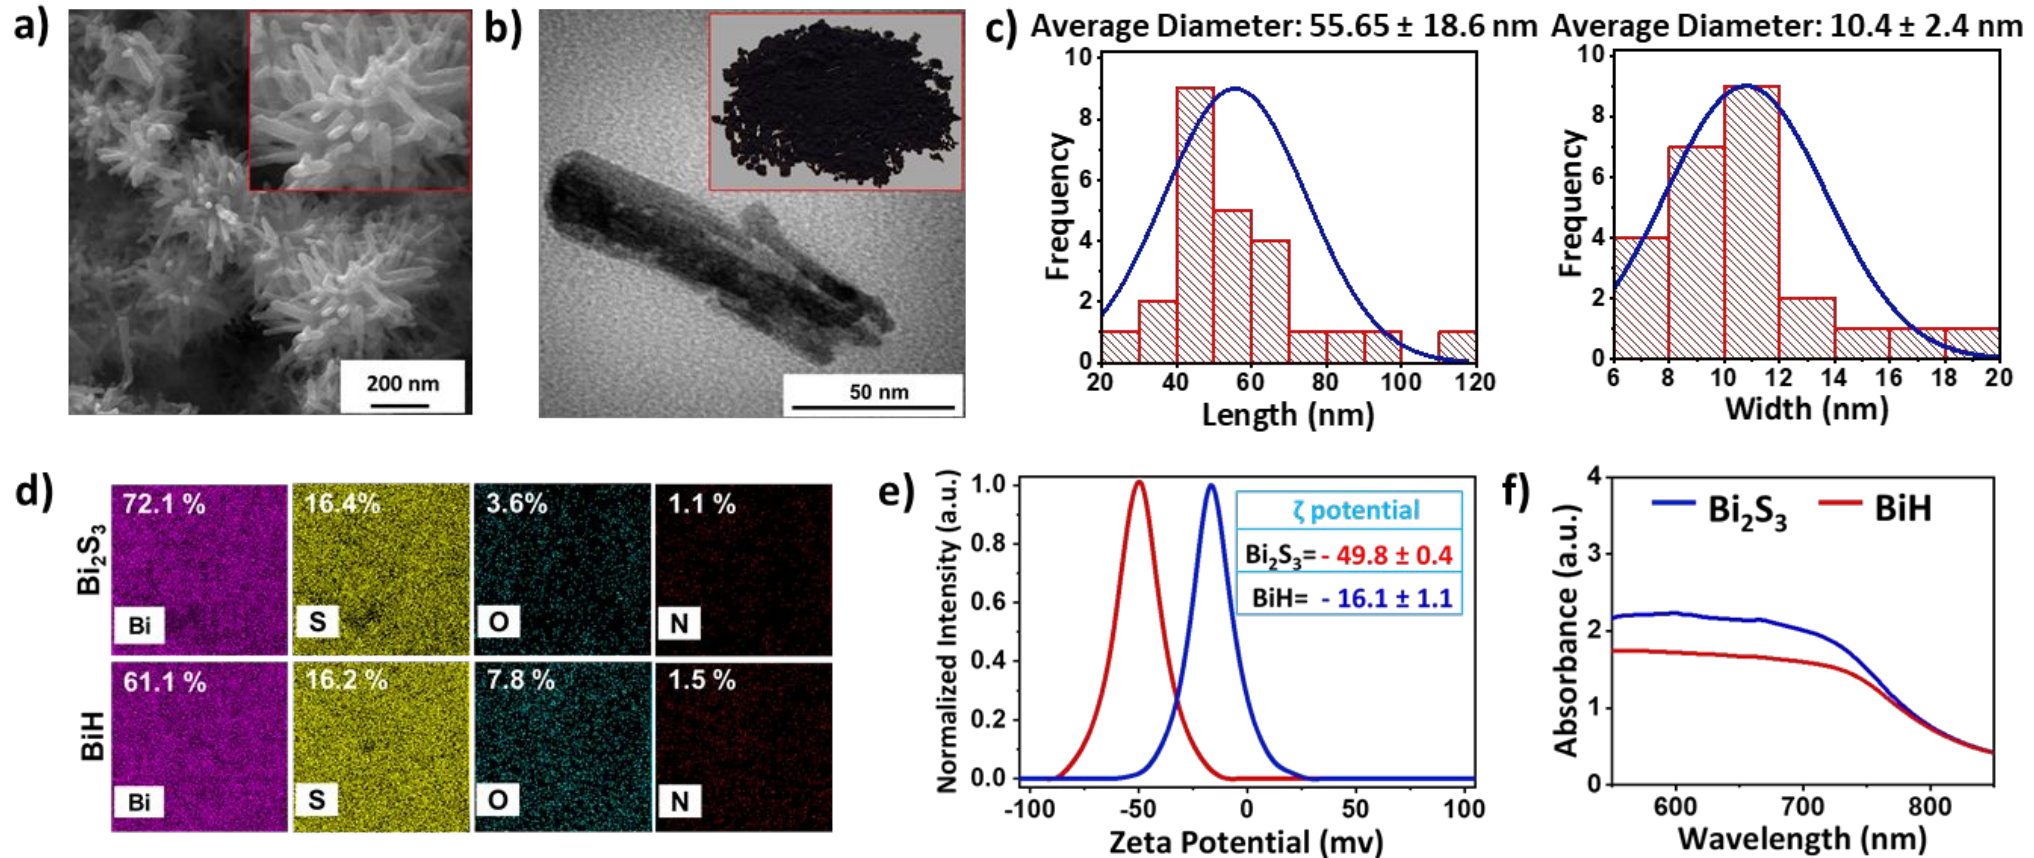 a)
200 nm
b)
50 nm
c)
Average Diameter: 55.65 ± 18.6 nm
Frequency
10
8
6
4
2
0
20 40 60 80 100 120
Length (nm)
Average Diameter: 10.4 ± 2.4 nm
Frequency
10
8
6
4
2
0
6 8 10 12 14 16 18 20
Width (nm)
d)
Bi₂S₃
72.1 %
Bi
16.4%
S
3.6%
O
1.1 %
N
BiH
61.1 %
Bi
16.2 %
S
7.8 %
O
1.5 %
N
e)
Normalized Intensity (a.u.)
1.0
0.8
0.6
0.4
0.2
0.0
-100 -50 0 50 100
Zeta Potential (mv)
ζ potential
Bi₂S₃= - 49.8 ± 0.4
BiH= - 16.1 ± 1.1
f)
Absorbance (a.u.)
4
3
2
1
0
600 700 800
Wavelength (nm)
Bi₂S₃ BiH